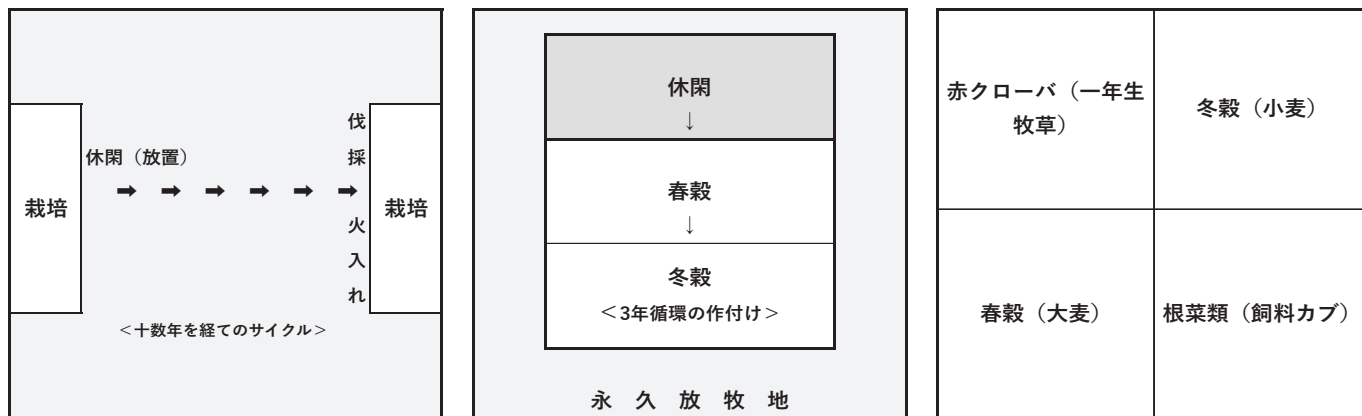 栽培
休閑（放置）
➡ ➡ ➡ ➡ ➡ ➡
伐採 火入れ
栽培
＜十数年を経てのサイクル＞
休閑
↓
春穀
↓
冬穀
＜3年循環の作付け＞
永久放牧地
赤クローバ（一年生
牧草）
冬穀（小麦）
春穀（大麦）
根菜類（飼料カブ）